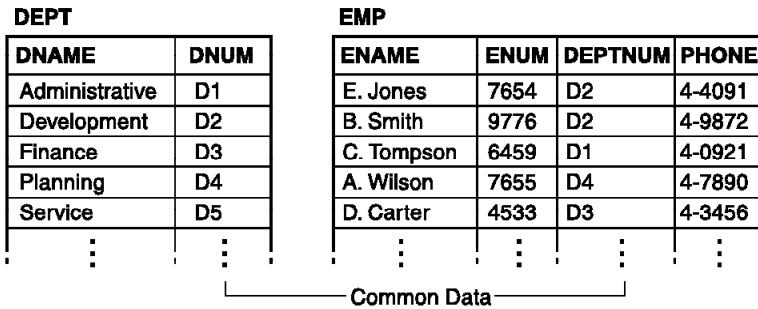 DEPT EMP
DNAME DNUM ENAME ENUM DEPTNUM PHONE
Administrative D1 E. Jones 7654 D2 4-4091
Development D2 B. Smith 9776 D2 4-9872
Finance D3 C. Tompson 6459 D1 4-0921
Planning D4 A. Wilson 7655 D4 4-7890
Service D5 D. Carter 4533 D3 4-3456
Common Data